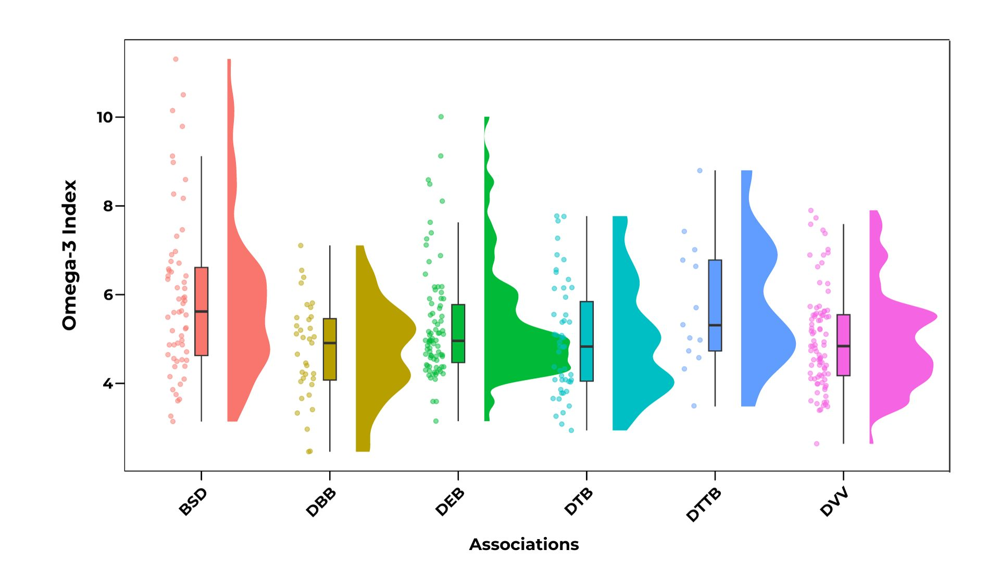 Omega-3 Index
10
8
6
4
BSD
DBB
DEB
DTB
DTTB
DVV
Associations